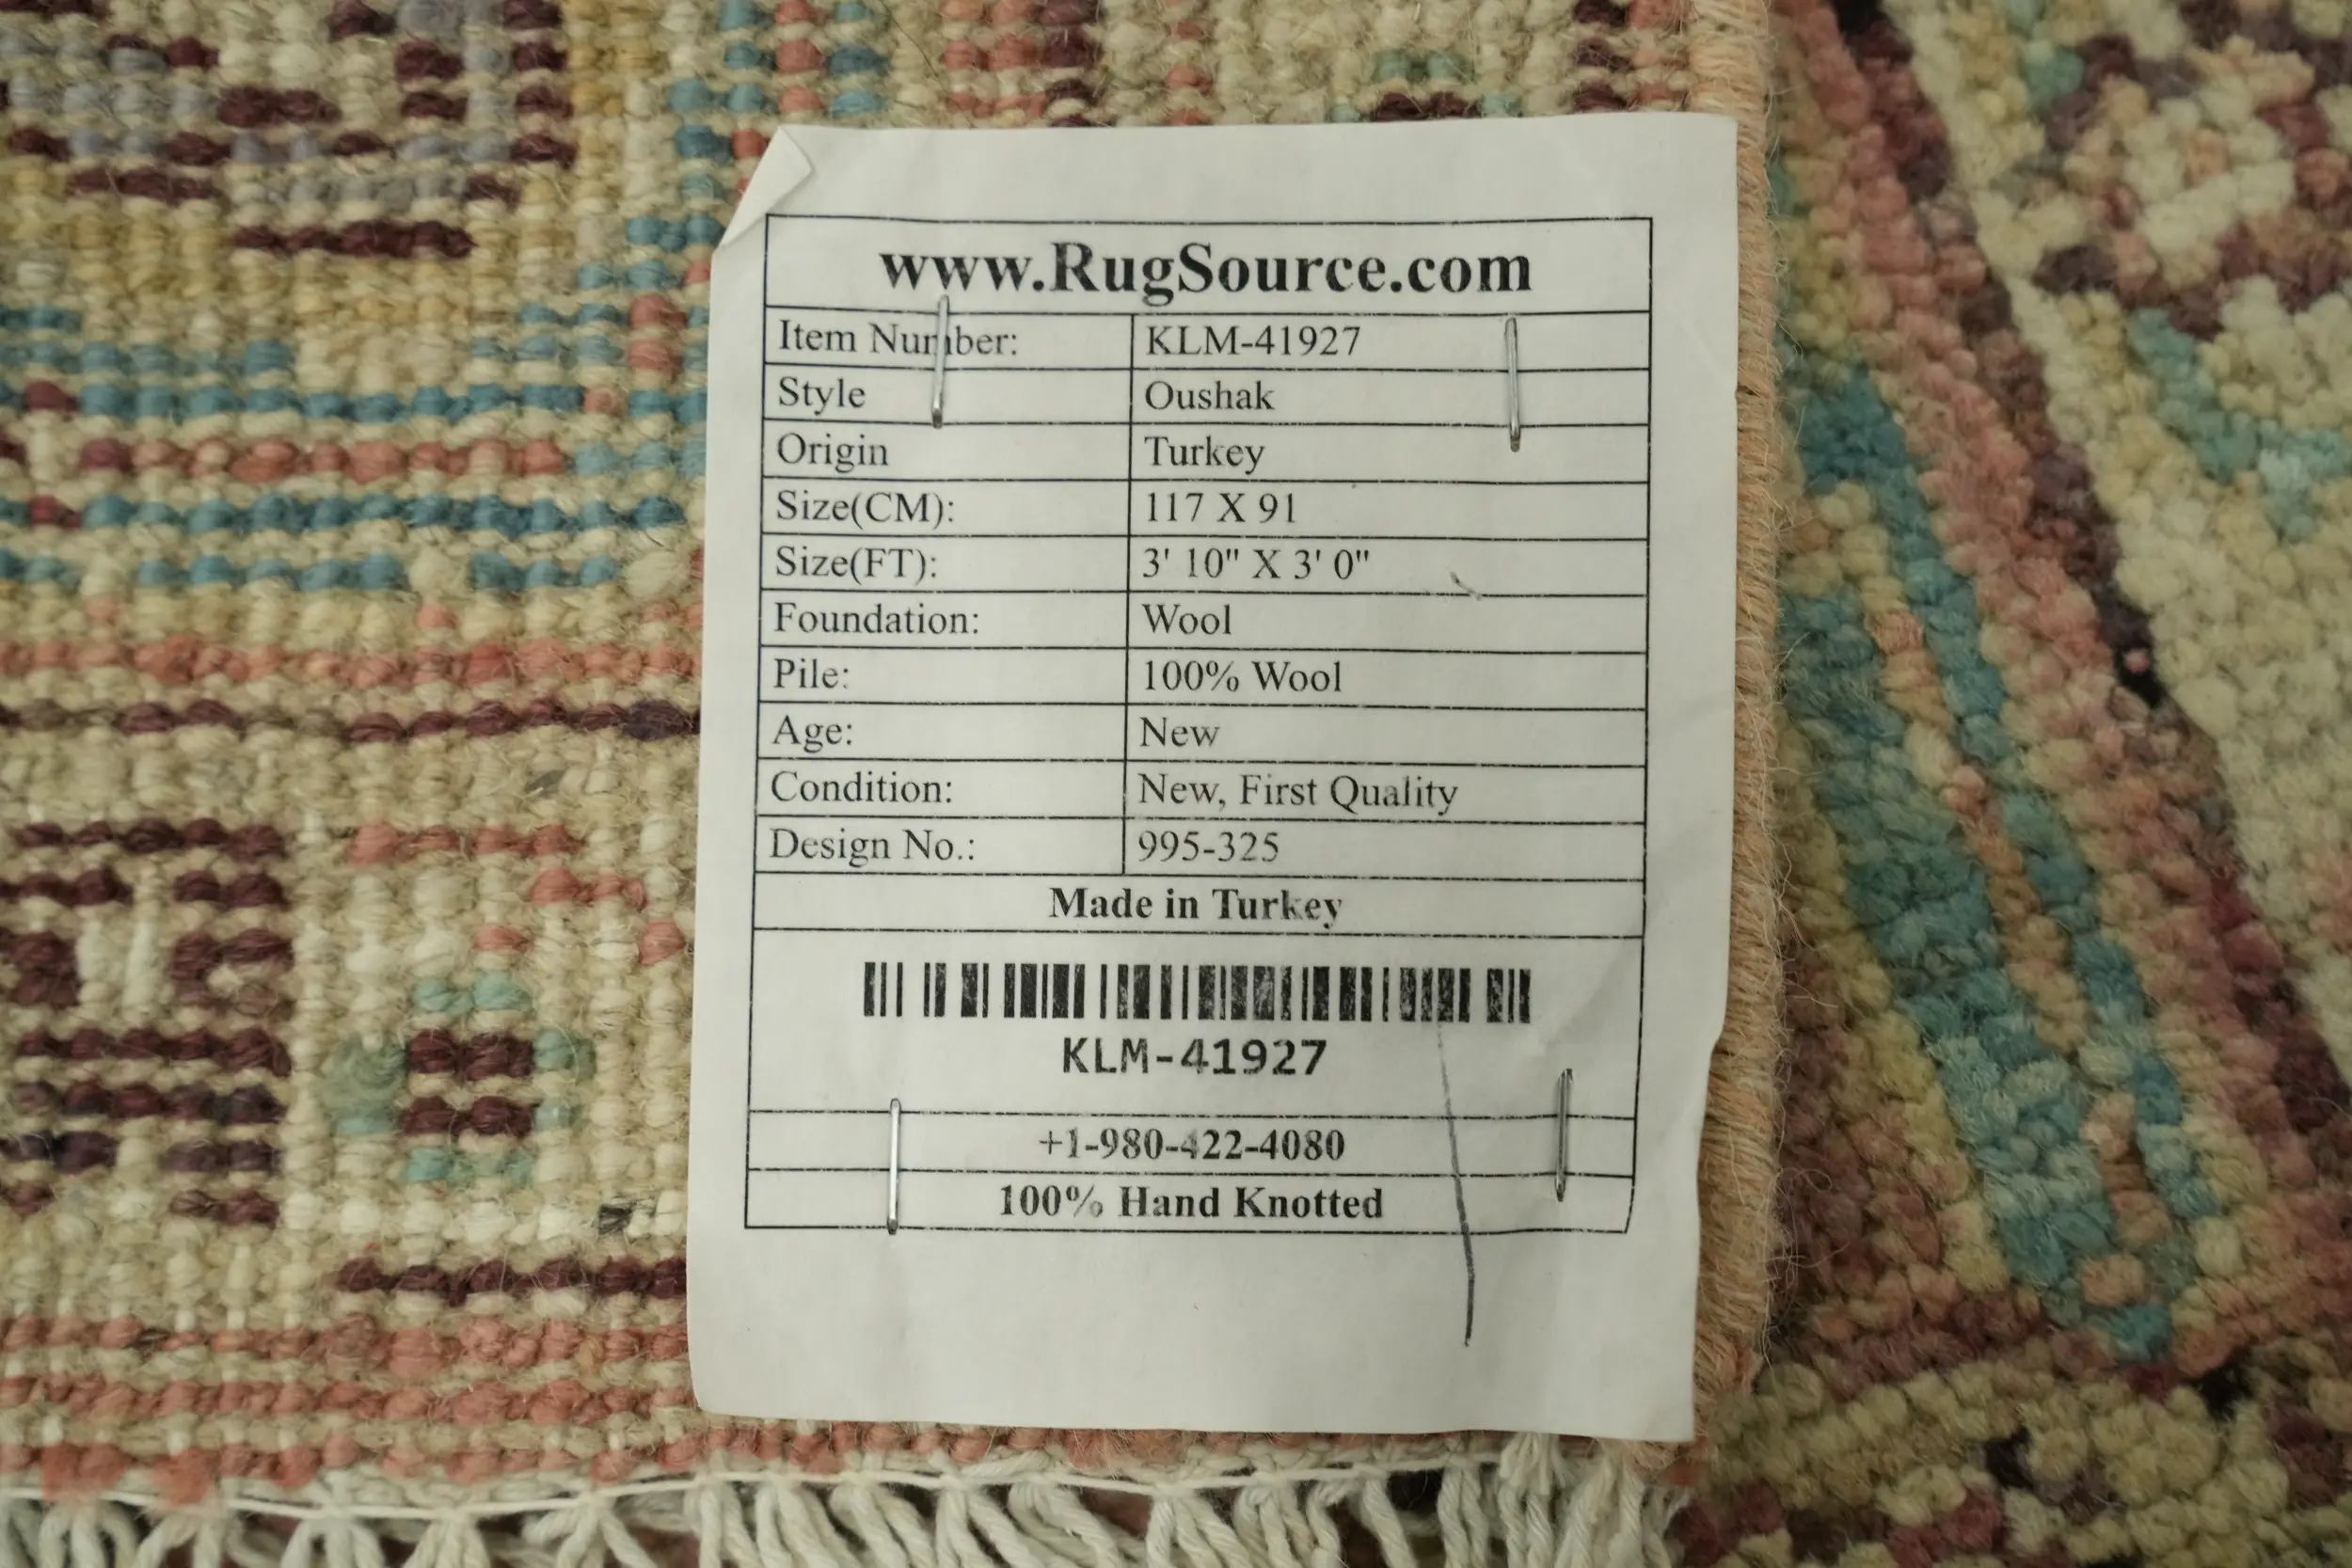 www.RugSource.com
Item Number: KLM-41927
Style Oushak
Origin Turkey
Size(CM): 117 X 91
Size(FT): 3' 10" X 3' 0"
Foundation: Wool
Pile: 100% Wool
Age: New
Condition: New, First Quality
Design No.: 995-325
Made in Turkey
KLM-41927
+1-980-422-4080
100% Hand Knotted